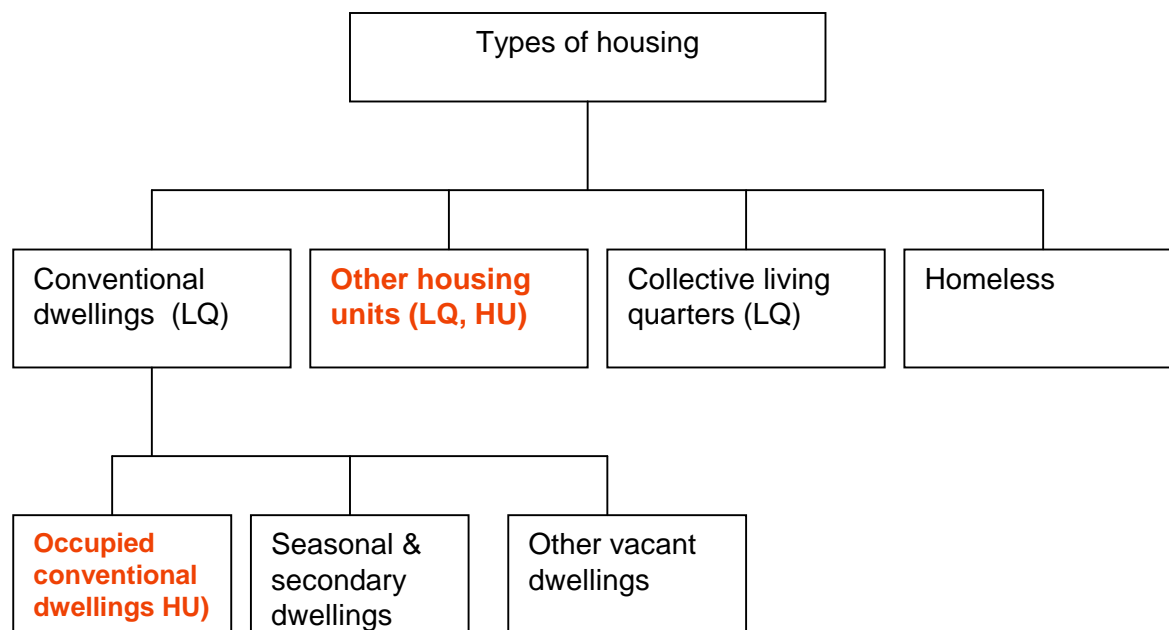 Types of housing
Conventional
dwellings (LQ)
Other housing
units (LQ, HU)
Collective living
quarters (LQ)
Homeless
Occupied
conventional
dwellings HU)
Seasonal &
secondary
dwellings
Other vacant
dwellings